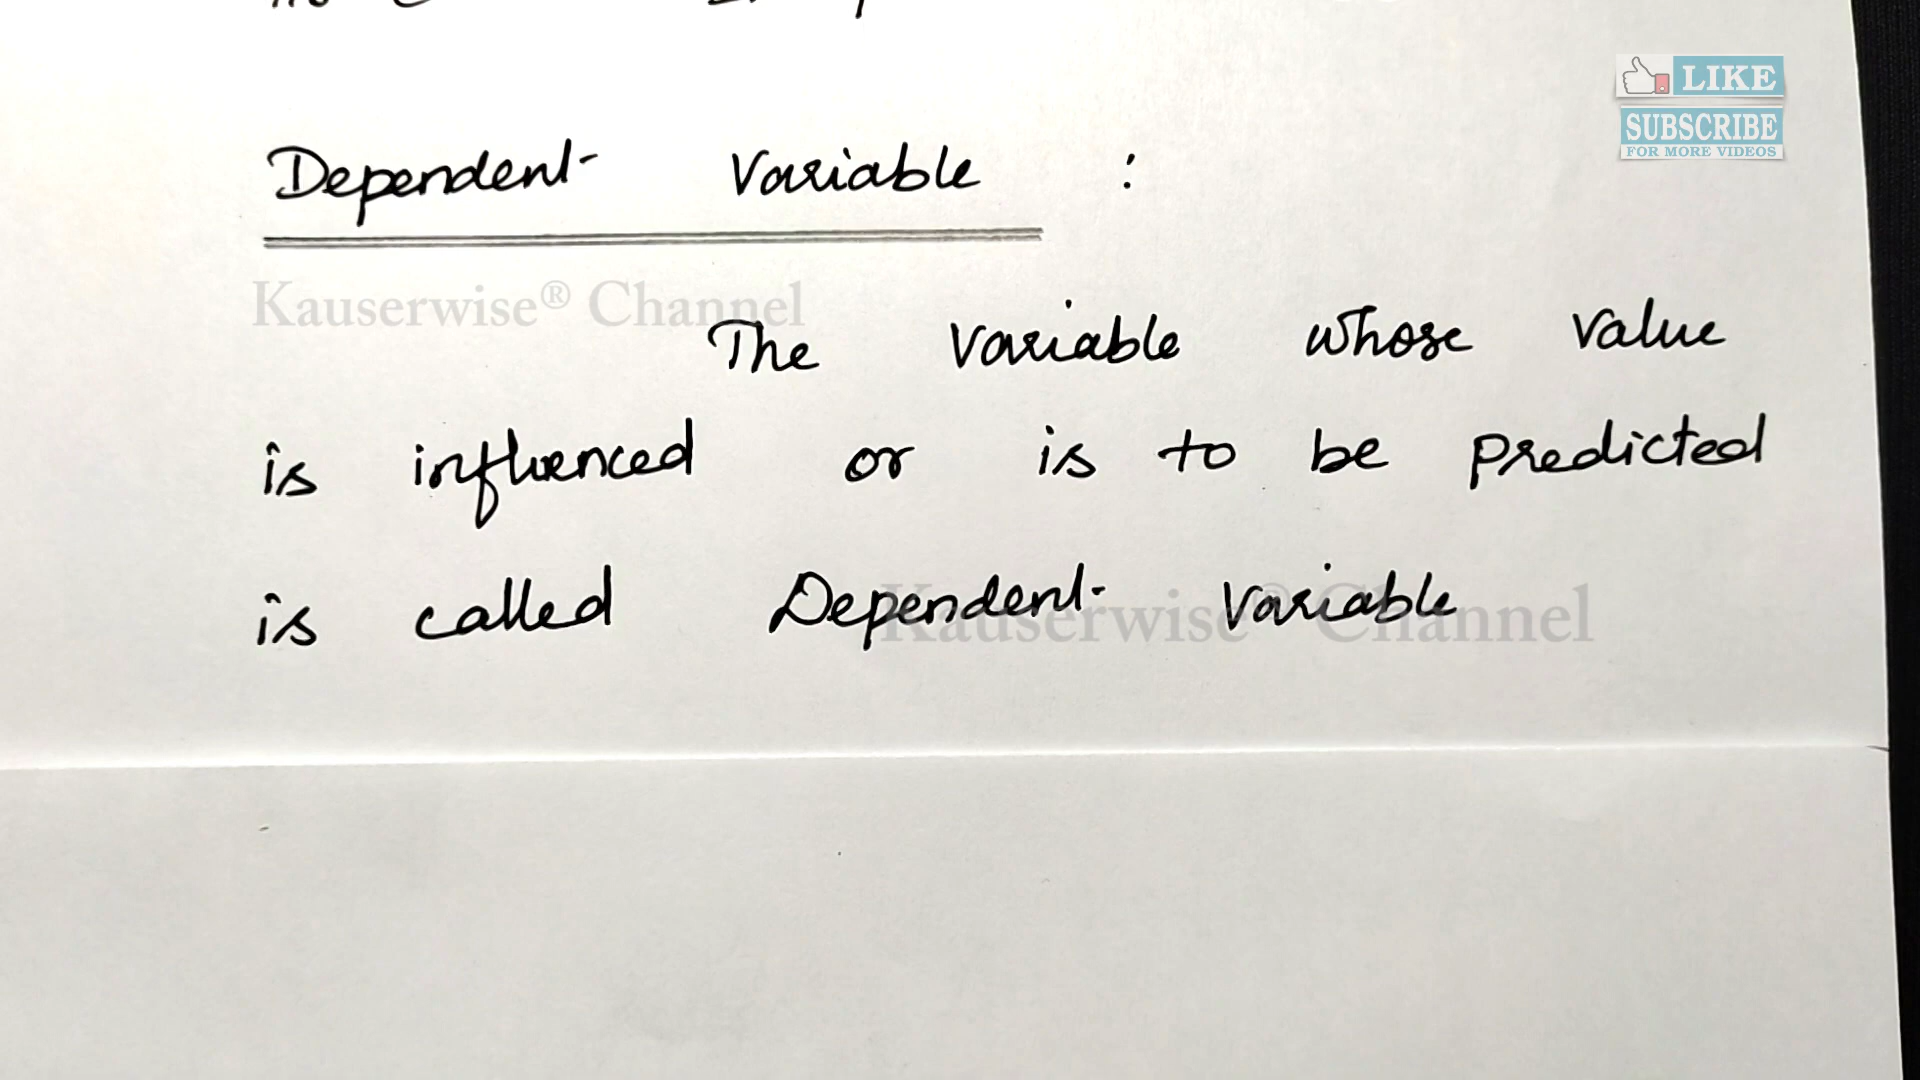 LIKE
SUBSCRIBE
FOR MORE VIDEOS
Dependent Variable :
Kauserwise® Channel
The Variable whose value
is influenced or is to be predicted
is called Dependent Variable
Kauserwise® Channel